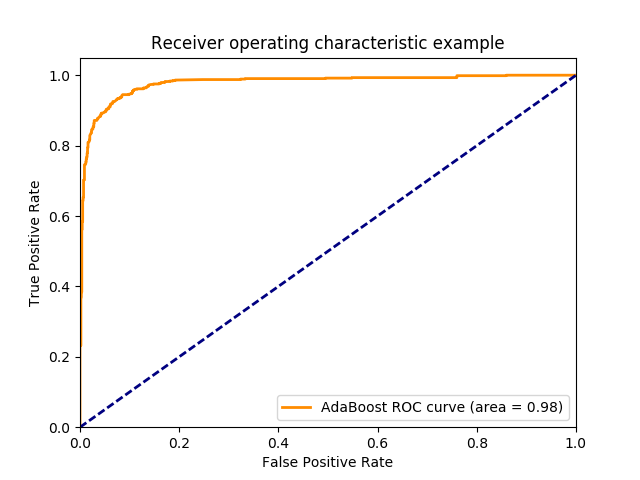 Receiver operating characteristic example
True Positive Rate
1.0
0.8
0.6
0.4
0.2
0.0
AdaBoost ROC curve (area = 0.98)
0.0 0.2 0.4 0.6 0.8 1.0
False Positive Rate